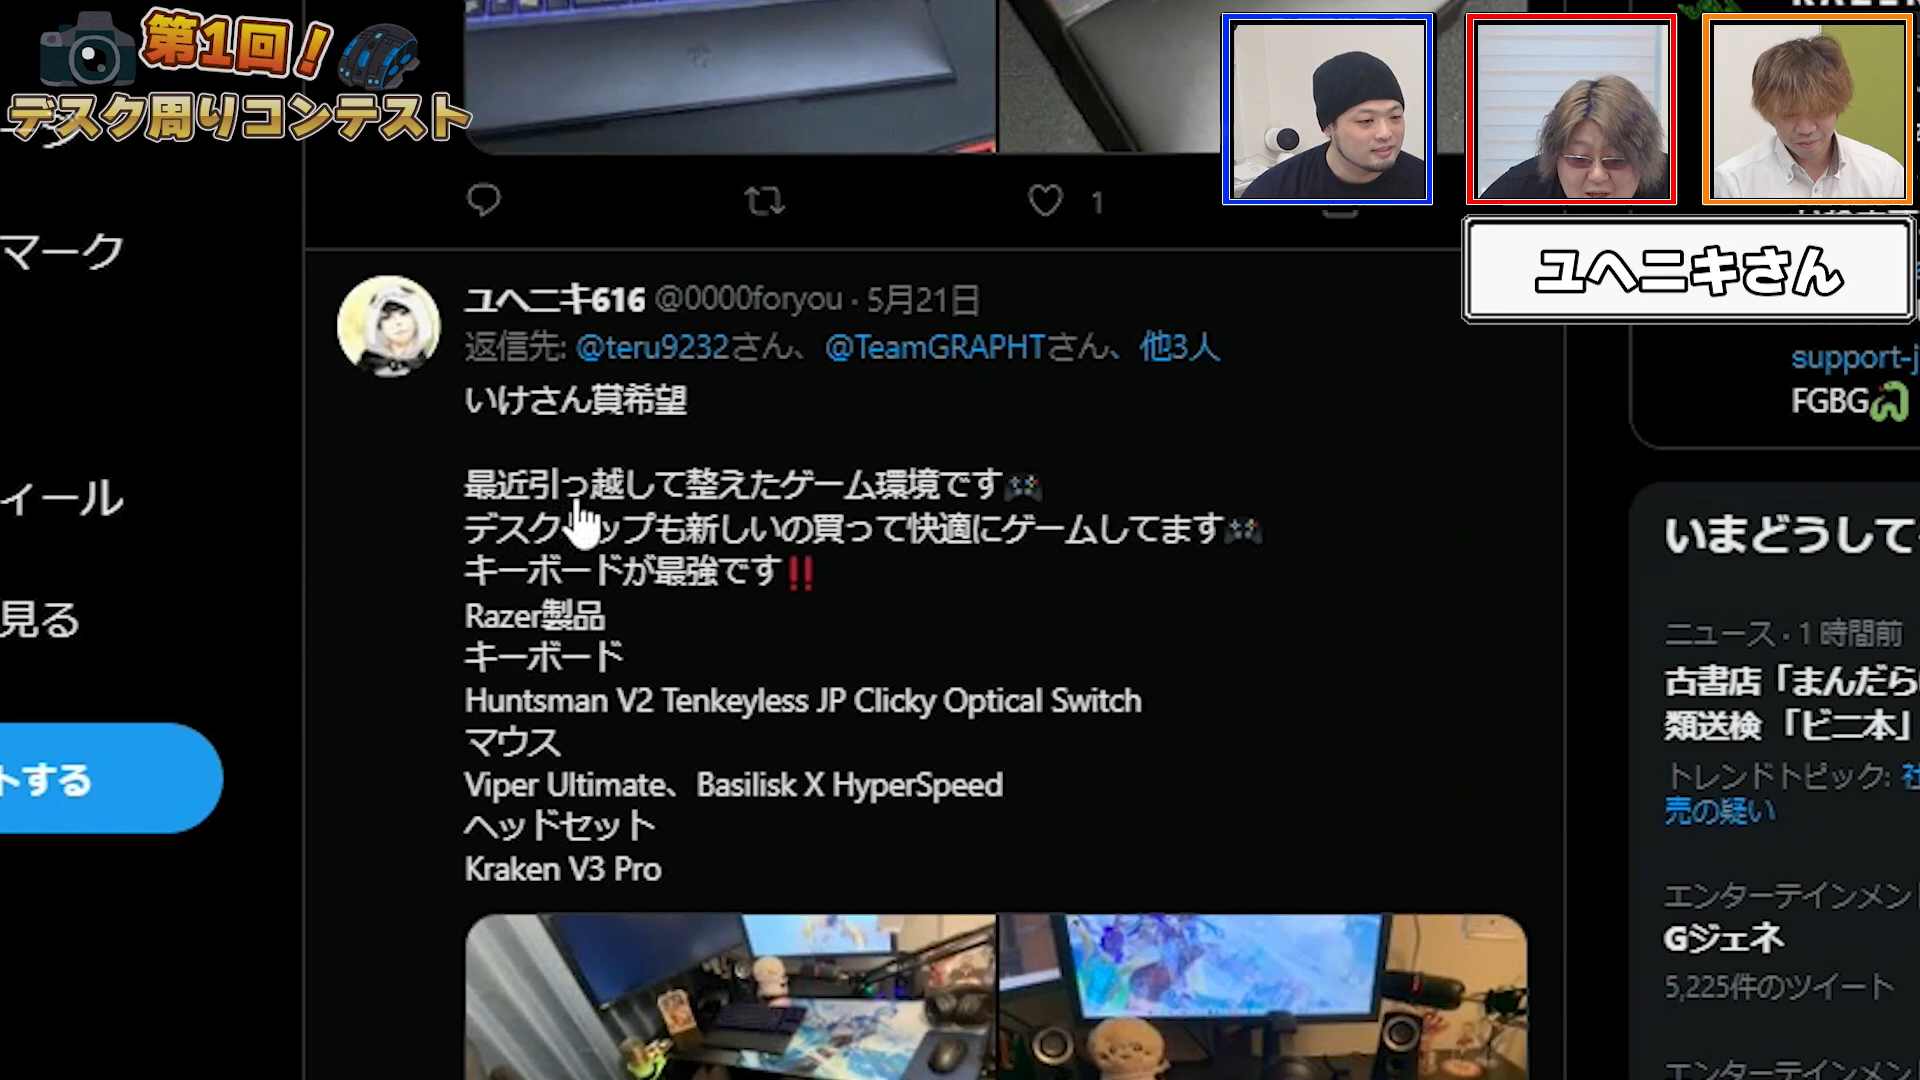 第1回！
デスク周りコンテスト
マーク
ィール
見る
トする
1
ユヘニキ616 @0000foryou · 5月21日
返信先: @teru9232さん、@TeamGRAPHTさん、他3人
いけさん賞希望
最近引っ越して整えたゲーム環境です🎮
デスクトップも新しいの買って快適にゲームしてます🎮
キーボードが最強です‼️
Razer製品
キーボード
Huntsman V2 Tenkeyless JP Clicky Optical Switch
マウス
Viper Ultimate、Basilisk X HyperSpeed
ヘッドセット
Kraken V3 Pro
ユヘニキさん
support-j
FGBG
いまどうして
ニュース · 1 時間前
古書店「まんだら
類送検 「ビニ本」
トレンドトピック: 社
売の疑い
エンターテインメント
Gジェネ
5,225件のツイート
エンターテインメント